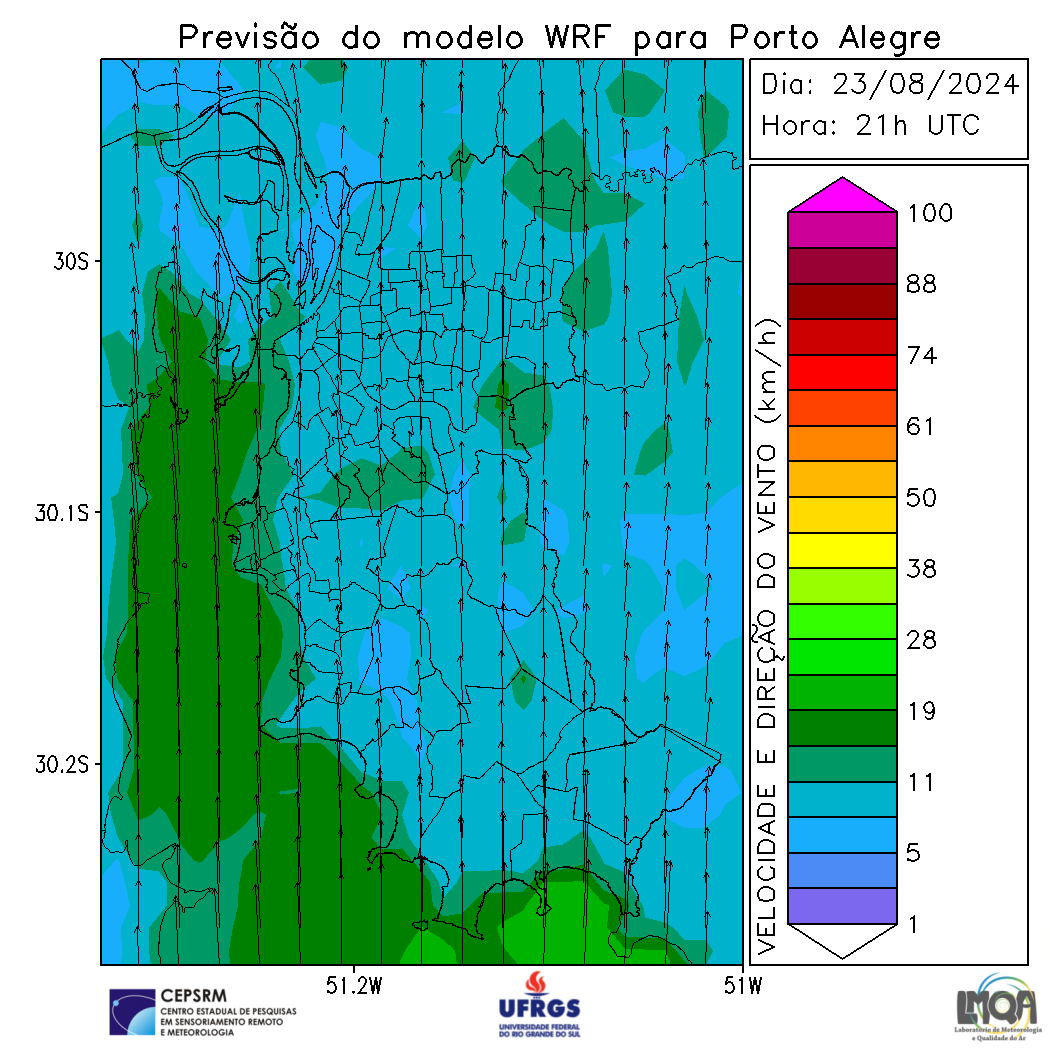 Previsão do modelo WRF para Porto Alegre
Dia: 23/08/2024
Hora: 21h UTC
30S
30.1S
30.2S
51.2W
51W
VELOCIDADE E DIREÇÃO DO VENTO (km/h)
100
88
74
61
50
38
28
19
11
5
1
CEPSRM
CENTRO ESTADUAL DE PESQUISAS
EM SENSORIAMENTO REMOTO
E METEOROLOGIA
UFRGS
UNIVERSIDADE FEDERAL
DO RIO GRANDE DO SUL
LMQA
Laboratório de Meteorologia
e Qualidade do Ar